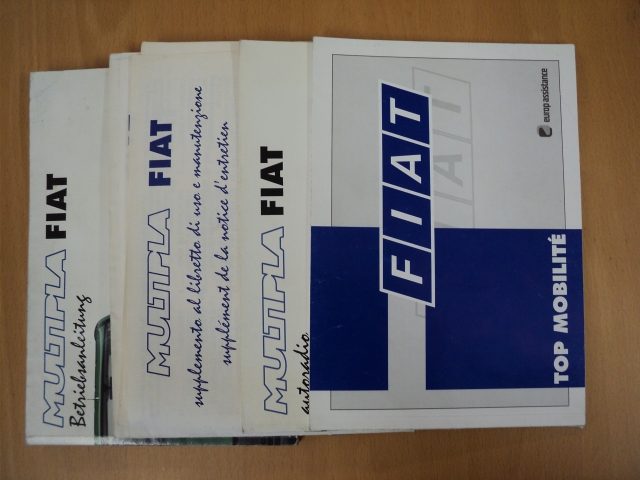 MULTIPLA FIAT
Betriebsanleitung
MULTIPLA FIAT
supplemento al libretto di uso e manutenzione
supplément de la notice d'entretien
MULTIPLA FIAT
autoradio
FIAT
FIAT
europ assistance
TOP MOBILITÉ